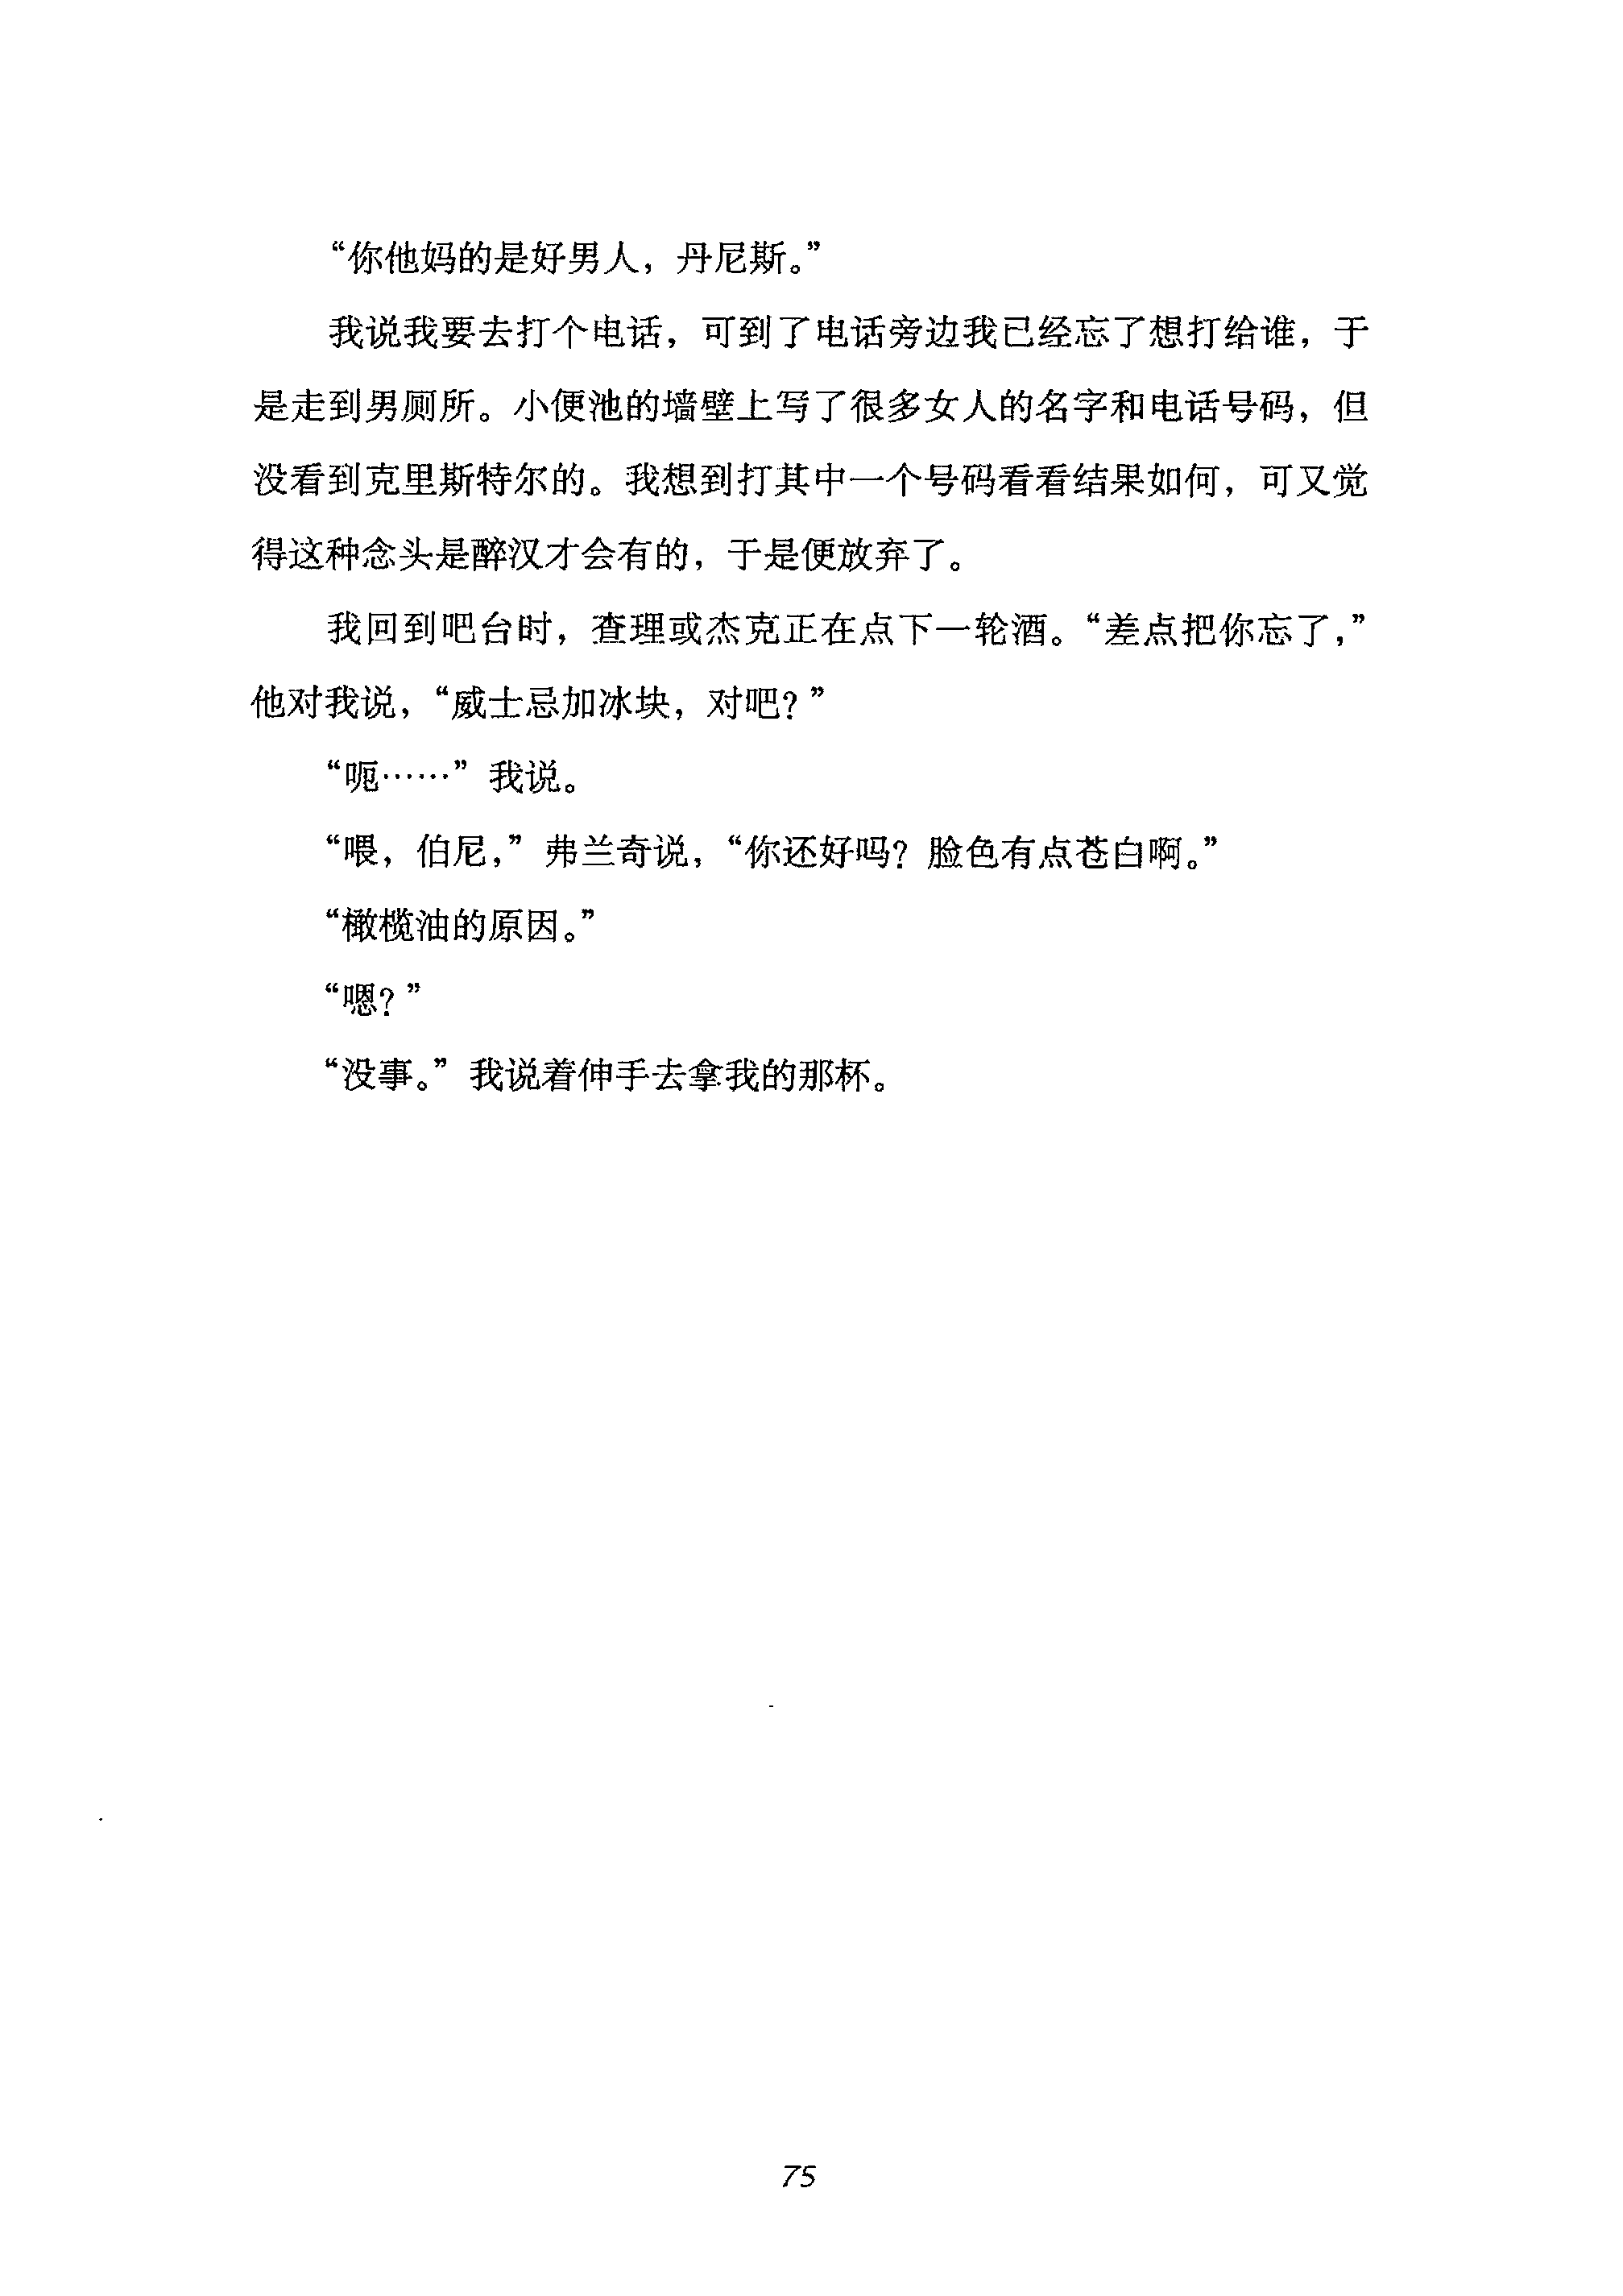 “你他妈的是好男人，丹尼斯。”
我说我要去打个电话，可到了电话旁边我已经忘了想打给谁，于
是走到男厕所。小便池的墙壁上写了很多女人的名字和电话号码，但
没看到克里斯特尔的。我想到打其中一个号码看看结果如何，可又觉
得这种念头是醉汉才会有的，于是便放弃了。
我回到吧台时，查理或杰克正在点下一轮酒。“差点把你忘了，”
他对我说，“威士忌加冰块，对吧？”
“呃……”我说。
“喂，伯尼，”弗兰奇说，“你还好吗？脸色有点苍白啊。”
“橄榄油的原因。”
“嗯？”
“没事。”我说着伸手去拿我的那杯。
75